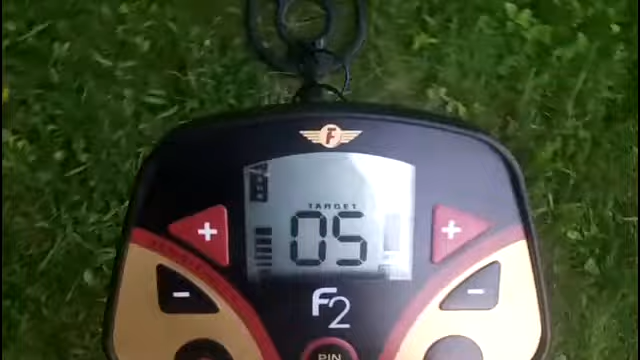 F
TARGET
05
+ +
- -
F2
PIN